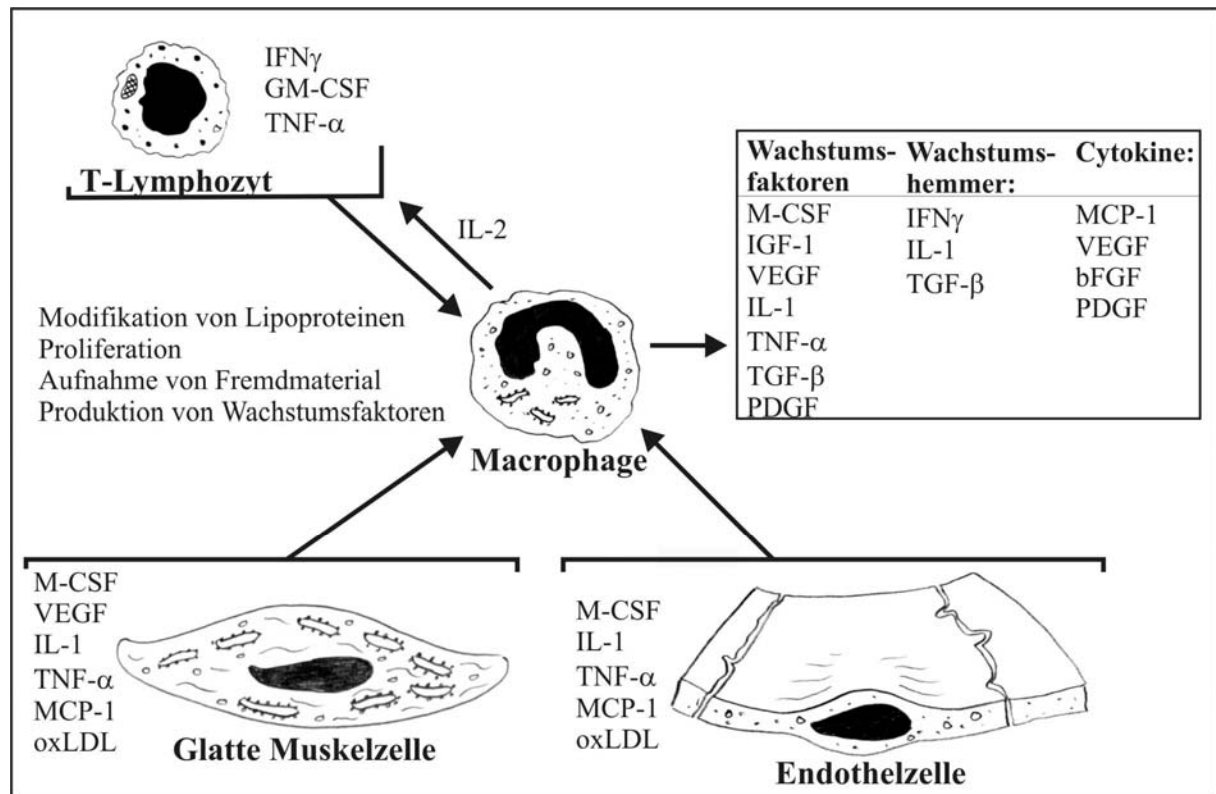 IFNγ
GM-CSF
TNF-α
T-Lymphozyt
IL-2
Wachstums-
faktoren
M-CSF
IGF-1
VEGF
IL-1
TNF-α
TGF-β
PDGF
Wachstums-
hemmer:
IFNγ
IL-1
TGF-β
Cytokine:
MCP-1
VEGF
bFGF
PDGF
Modifikation von Lipoproteinen
Proliferation
Aufnahme von Fremdmaterial
Produktion von Wachstumsfaktoren
Macrophage
M-CSF
VEGF
IL-1
TNF-α
MCP-1
oxLDL
Glatte Muskelzelle
M-CSF
IL-1
TNF-α
MCP-1
oxLDL
Endothelzelle